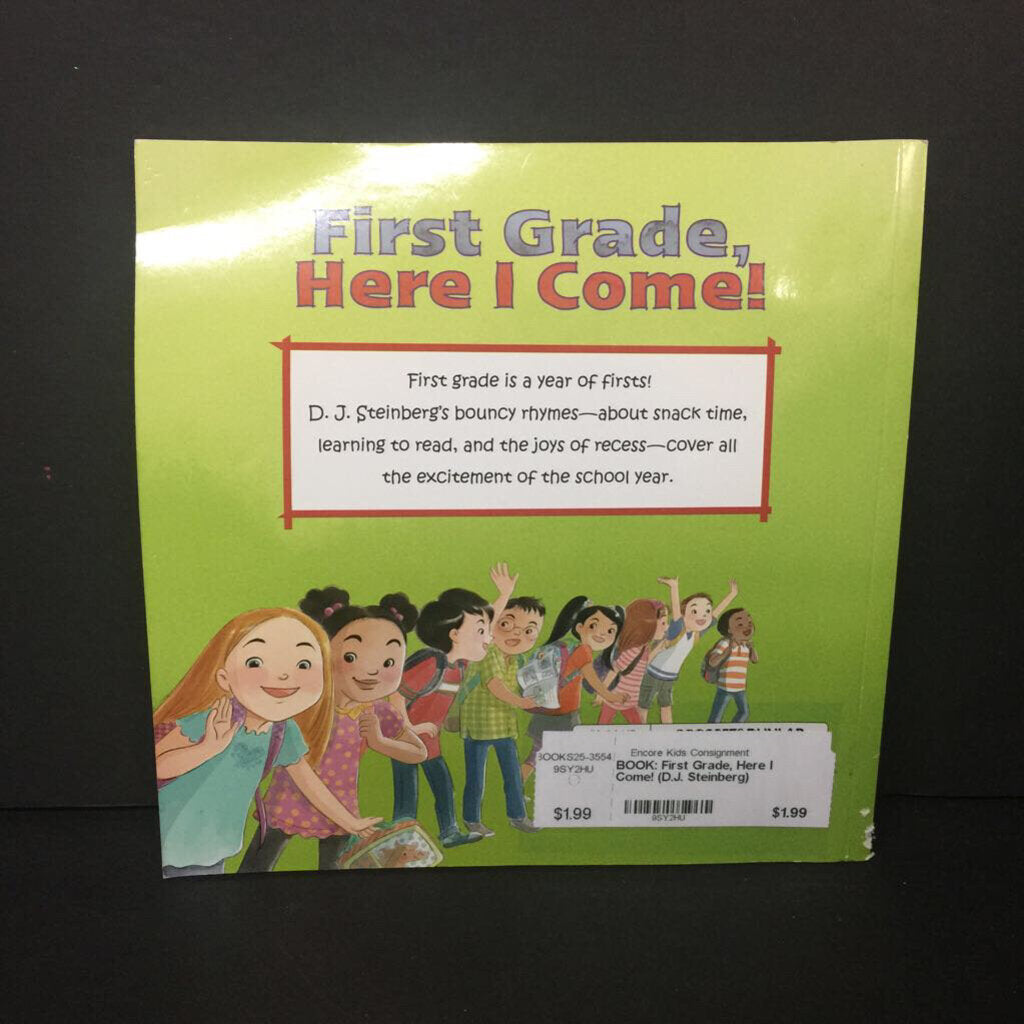 First Grade,
Here I Come!
First grade is a year of firsts!
D. J. Steinberg's bouncy rhymes—about snack time,
learning to read, and the joys of recess—cover all
the excitement of the school year.
BOOKS25-3554
9SY2HU
$1.99
Encore Kids Consignment
BOOK: First Grade, Here I
Come! (D.J. Steinberg)
9SY2HU
$1.99